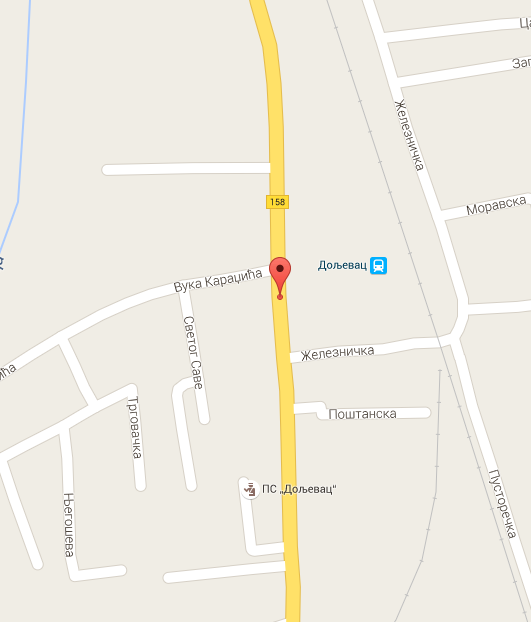 Железничка
Моравска
158
Дољевац
Вука Караџића
Железничка
Светог Саве
Трговачка
Поштанска
Његошева
ПС „Дољевац“
Пусторечка